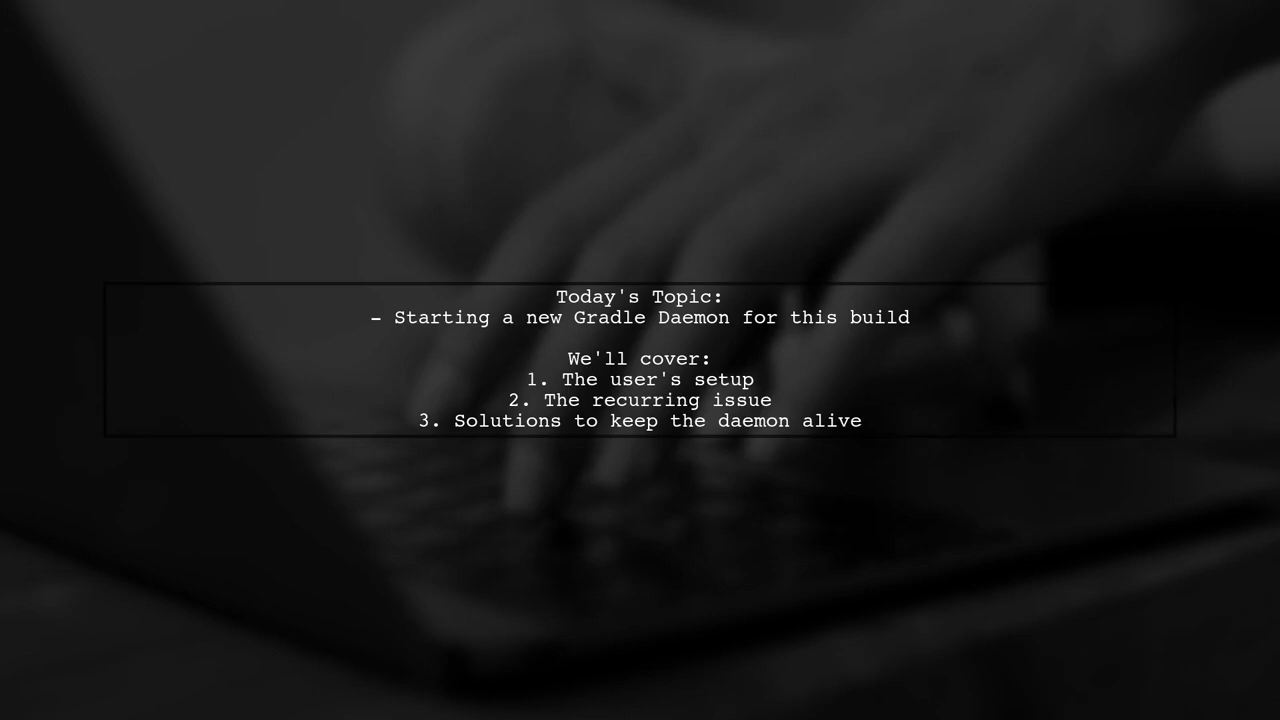 Today's Topic:
– Starting a new Gradle Daemon for this build
We'll cover:
1. The user's setup
2. The recurring issue
3. Solutions to keep the daemon alive